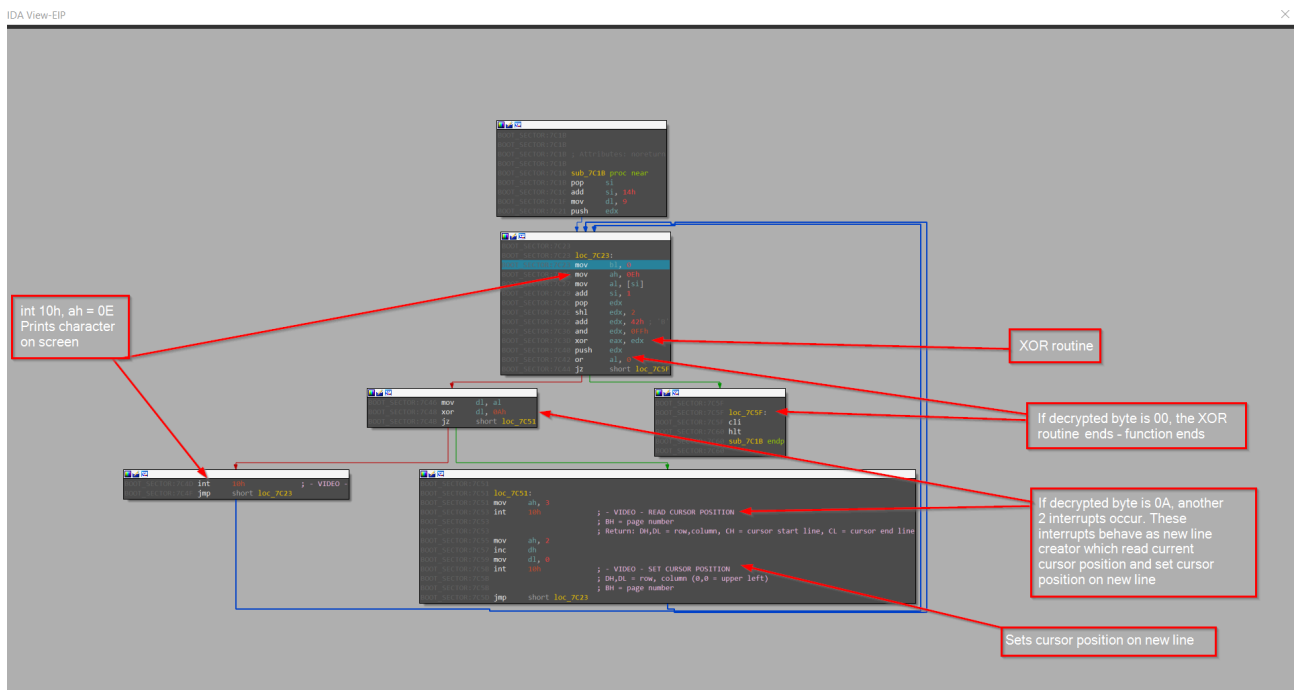 IDA View-EIP
sub_7C1B proc near
pop si
add si, 14h
mov dl, 9
push edx
loc_7C23:
mov bl, 0
mov ah, 0Eh
mov al, [si]
add si, 1
pop edx
shl edx, 2
add edx, 42h
and edx, 0FFh
xor eax, edx
push edx
or al, 0
jz short loc_7C5F
int 10h, ah = 0E
Prints character
on screen
XOR routine
mov dl, al
xor dl, 0Ah
jz short loc_7C51
loc_7C5F:
cli
hlt
sub_7C1B endp
If decrypted byte is 00, the XOR
routine ends - function ends
int 10h ; - VIDEO -
jmp short loc_7C23
loc_7C51:
mov ah, 3
int 10h ; - VIDEO - READ CURSOR POSITION
; BH = page number
; Return: DH,DL = row,column, CH = cursor start line, CL = cursor end line
mov ah, 2
inc dh
mov dl, 0
int 10h ; - VIDEO - SET CURSOR POSITION
; DH,DL = row, column (0,0 = upper left)
; BH = page number
jmp short loc_7C23
If decrypted byte is 0A, another
2 interrupts occur. These
interrupts behave as new line
creator which read current
cursor position and set cursor
position on new line
Sets cursor position on new line